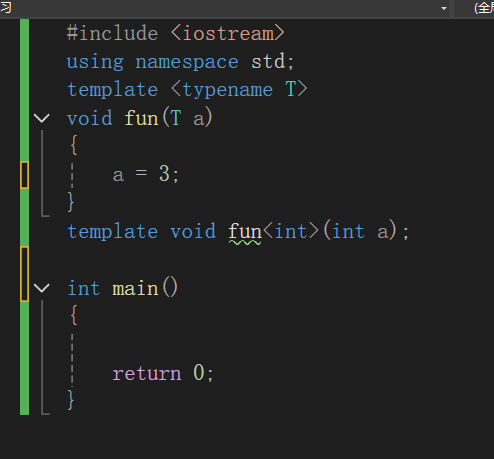 习
(全局
#include <iostream>
using namespace std;
template <typename T>
void fun(T a)
{
a = 3;
}
template void fun<int>(int a);
int main()
{
return 0;
}